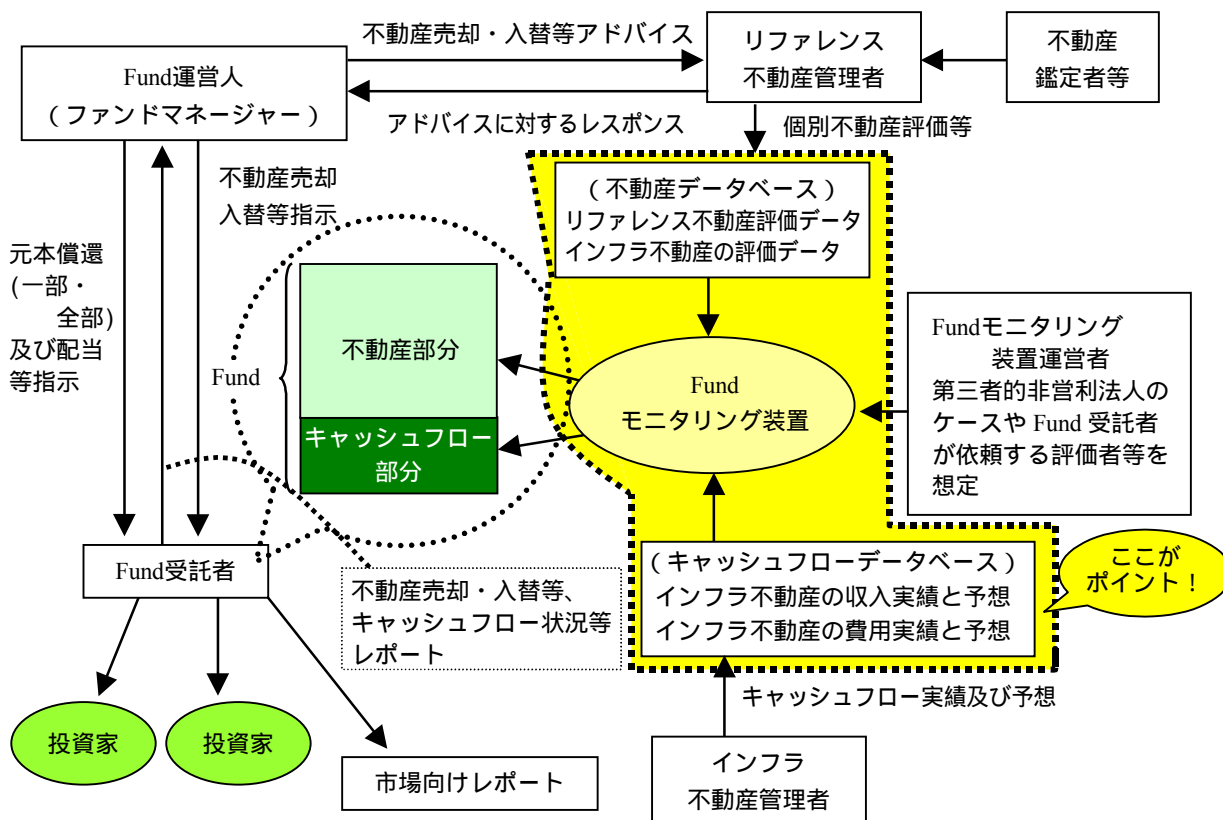 不動産売却・入替等アドバイス
リファレンス
不動産管理者
不動産
鑑定者等
Fund運営人
(ファンドマネージャー)
アドバイスに対するレスポンス
個別不動産評価等
不動産売却
入替等指示
(不動産データベース)
リファレンス不動産評価データ
インフラ不動産の評価データ
元本償還
(一部・
全部)
及び配当
等指示
Fund
不動産部分
キャッシュフロー
部分
Fund
モニタリング装置
Fundモニタリング
装置運営者
第三者的非営利法人の
ケースや Fund 受託者
が依頼する評価者等を
想定
Fund受託者
不動産売却・入替等、
キャッシュフロー状況等
レポート
(キャッシュフローデータベース)
インフラ不動産の収入実績と予想
インフラ不動産の費用実績と予想
ここが
ポイント!
キャッシュフロー実績及び予想
投資家
投資家
市場向けレポート
インフラ
不動産管理者